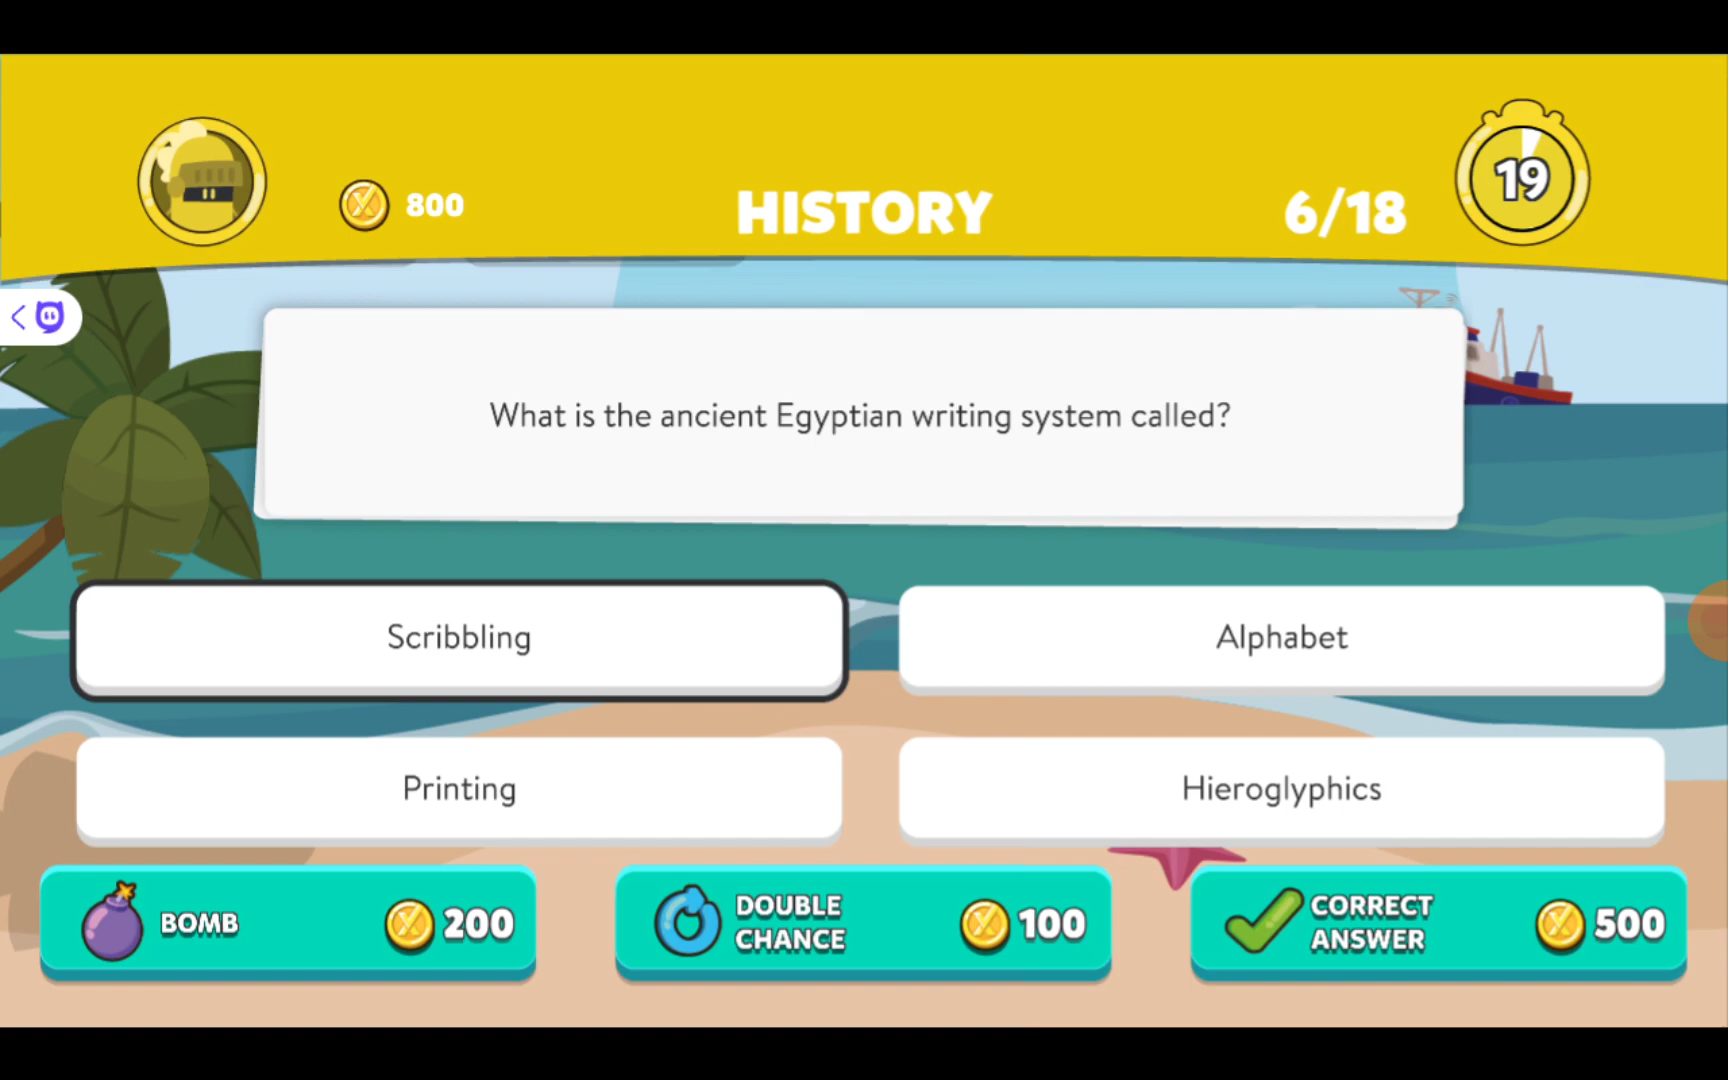 800
HISTORY
6/18
19
What is the ancient Egyptian writing system called?
Scribbling
Alphabet
Printing
Hieroglyphics
BOMB
200
DOUBLE
CHANCE
100
CORRECT
ANSWER
500